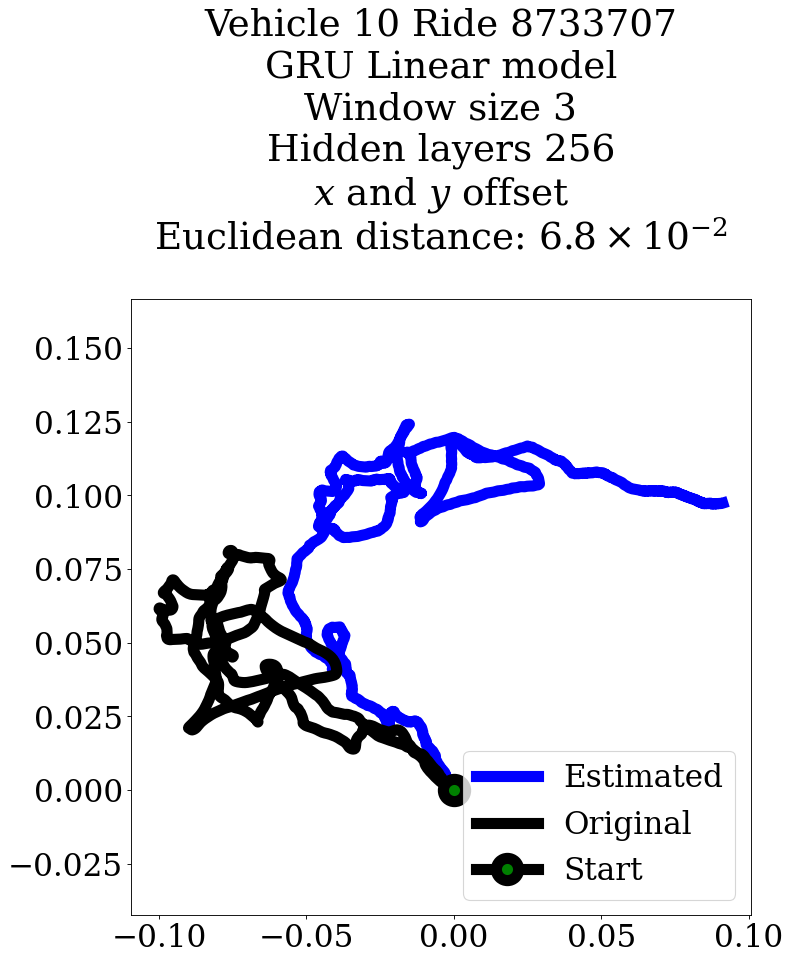 Vehicle 10 Ride 8733707
GRU Linear model
Window size 3
Hidden layers 256
x and y offset
Euclidean distance: 6.8 × 10⁻²
0.150
0.125
0.100
0.075
0.050
0.025
0.000
−0.025
Estimated
Original
Start
−0.10 −0.05 0.00 0.05 0.10